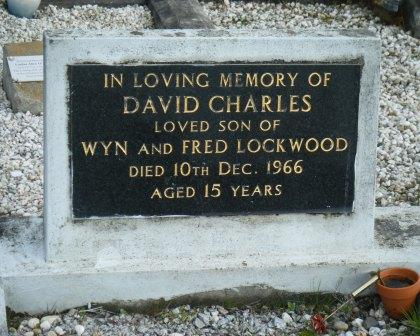 IN LOVING MEMORY OF
DAVID CHARLES
LOVED SON OF
WYN AND FRED LOCKWOOD
DIED 10TH DEC. 1966
AGED 15 YEARS